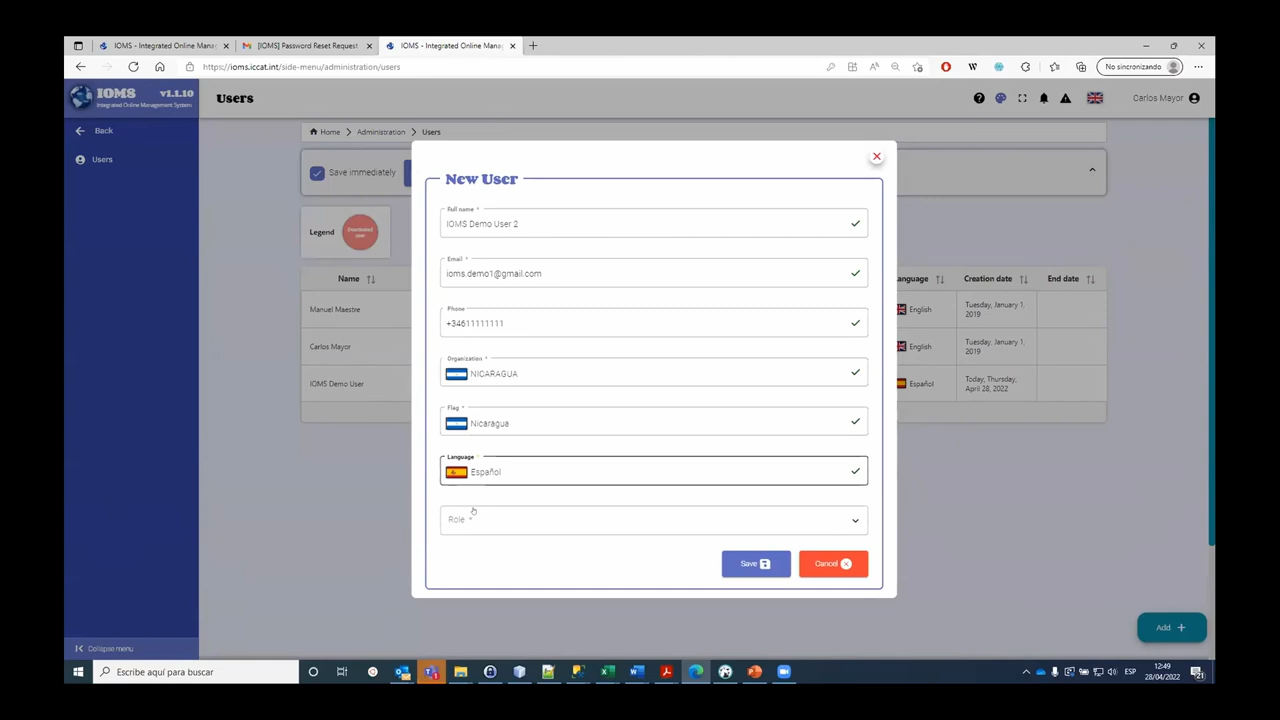 IOMS - Integrated Online Manag
[IOMS] Password Reset Request
IOMS - Integrated Online Manag
https://ioms.iccat.int/side-menu/administration/users
No sincronizando
IOMS v1.1.10
Integrated Online Management System
Users
Carlos Mayor
Back
Users
Home
Administration
Users
Save immediately
Legend
Deactivated user
Name
anguage
Creation date
End date
Manuel Maestre
English
Tuesday, January 1, 2019
Carlos Mayor
English
Tuesday, January 1, 2019
IOMS Demo User
Español
Today, Thursday, April 28, 2022
New User
Full name *
IOMS Demo User 2
Email *
ioms.demo1@gmail.com
Phone
+34611111111
Organization *
NICARAGUA
Flag *
Nicaragua
Language *
Español
Role *
Save
Cancel
Add +
Collapse menu
Escribe aquí para buscar
ESP
12:49
28/04/2022
21